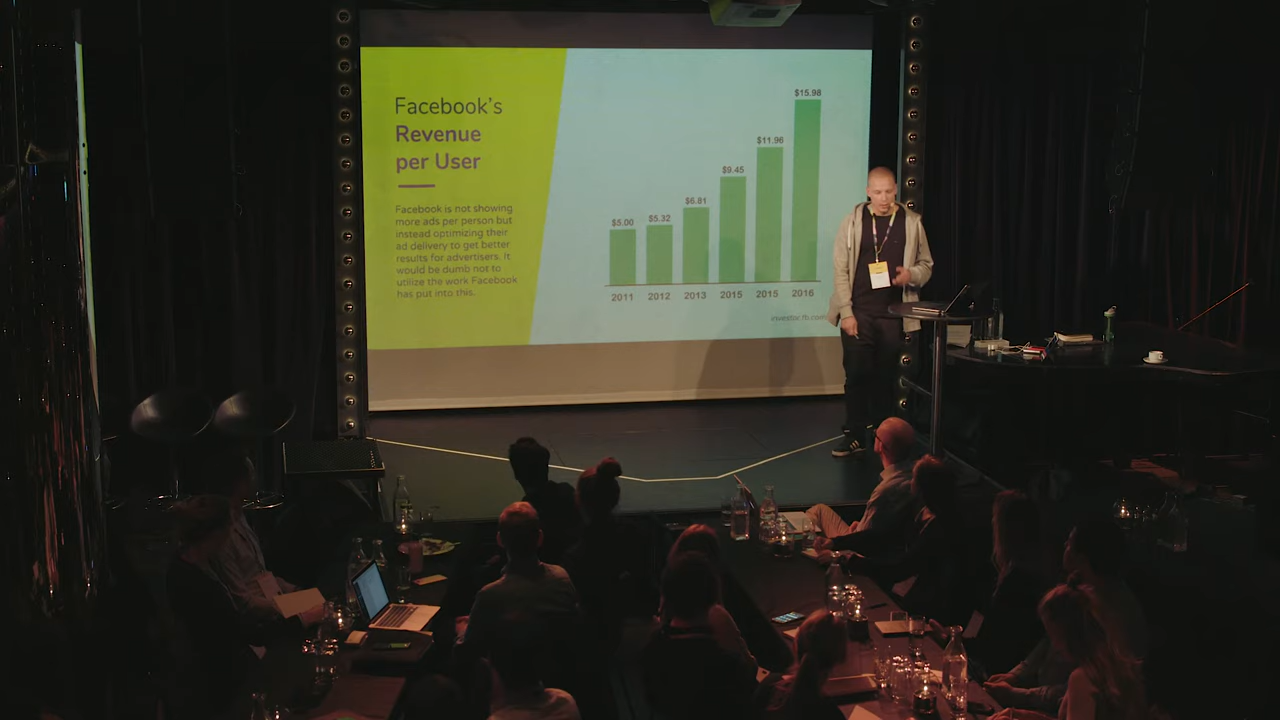 Facebook's
Revenue
per User
Facebook is not showing
more ads per person but
instead optimizing their
ad delivery to get better
results for advertisers. It
would be dumb not to
utilize the work Facebook
has put into this.
$5.00
$5.32
$6.81
$9.45
$11.96
$15.98
2011
2012
2013
2015
2015
2016
investor.fb.com